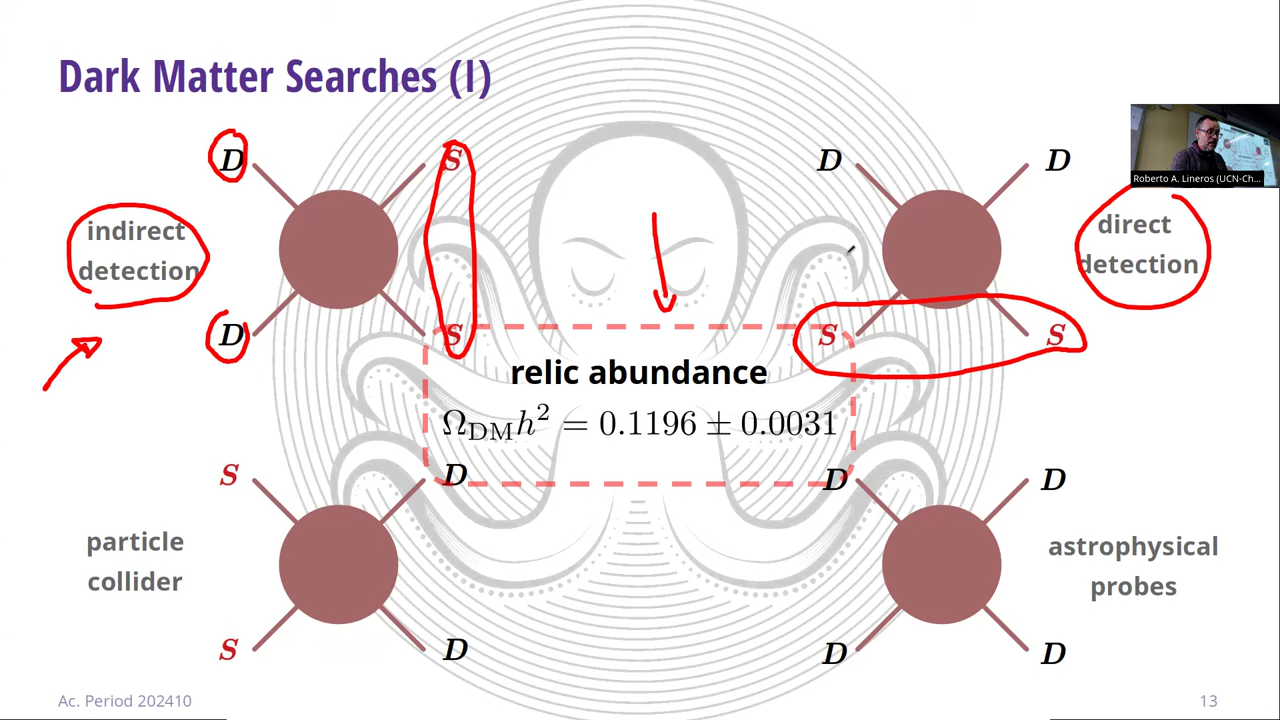 Dark Matter Searches (I)
D
S
D
D
Roberto A. Lineros (UCN-Ch...
indirect
detection
direct
detection
D
S
S
S
relic abundance
Ω_DM h² = 0.1196 ± 0.0031
S
D
D
D
particle
collider
astrophysical
probes
S
D
D
D
Ac. Period 202410
13